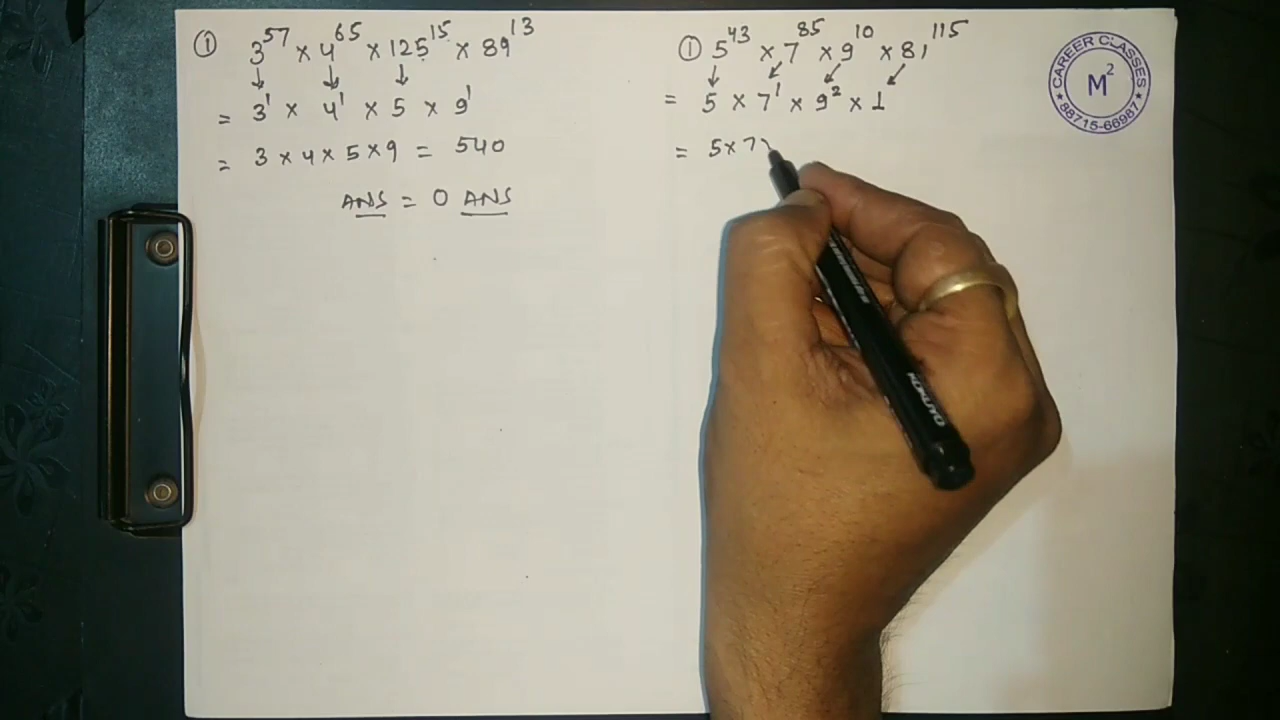 ① 3^57 × 4^65 × 125^15 × 89^13
= 3^1 × 4^1 × 5 × 9^1
= 3 × 4 × 5 × 9 = 540
ANS = 0 ANS
① 5^43 × 7^85 × 9^10 × 81^115
= 5 × 7^1 × 9^2 × 1
= 5 × 7
CAREER CLASSES
M²
88715-66987
KOKUYO